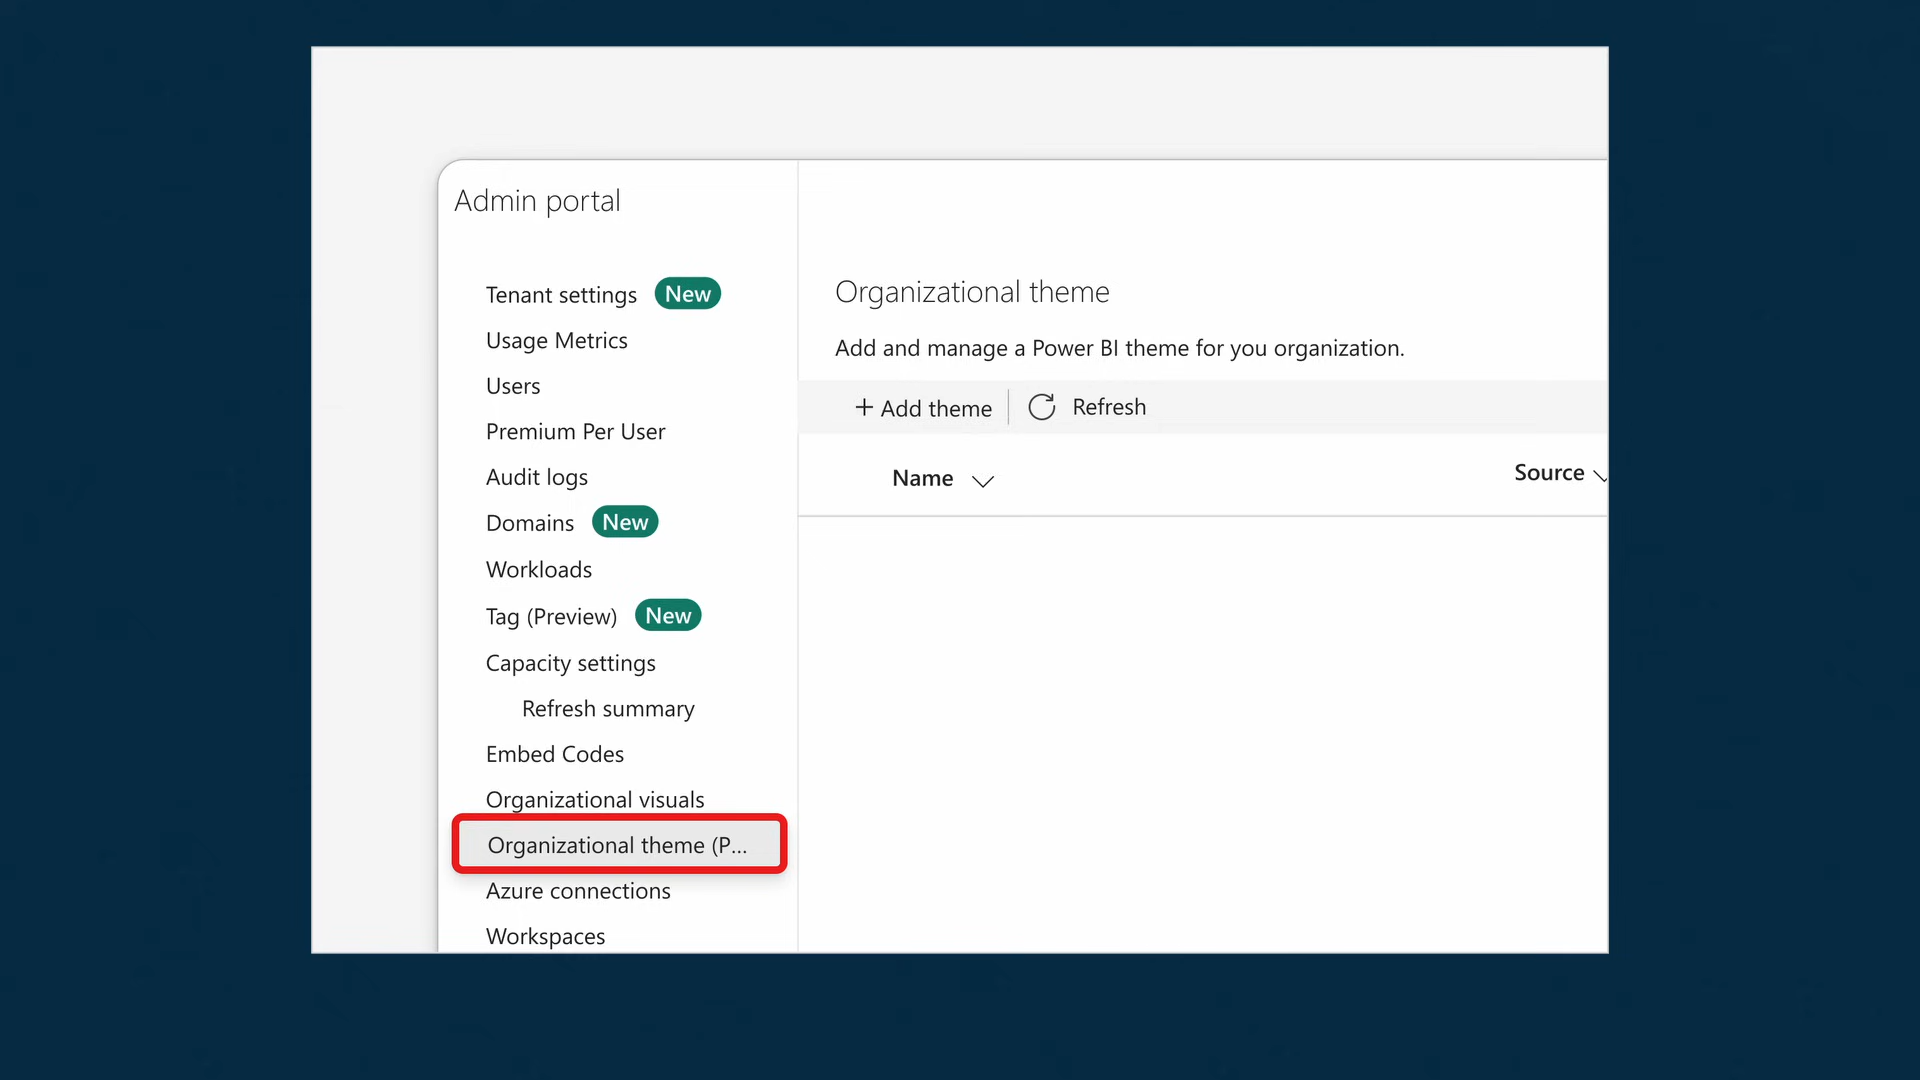 Admin portal
Tenant settings New
Usage Metrics
Users
Premium Per User
Audit logs
Domains New
Workloads
Tag (Preview) New
Capacity settings
Refresh summary
Embed Codes
Organizational visuals
Organizational theme (P...
Azure connections
Workspaces
Organizational theme
Add and manage a Power BI theme for you organization.
+ Add theme Refresh
Name Source